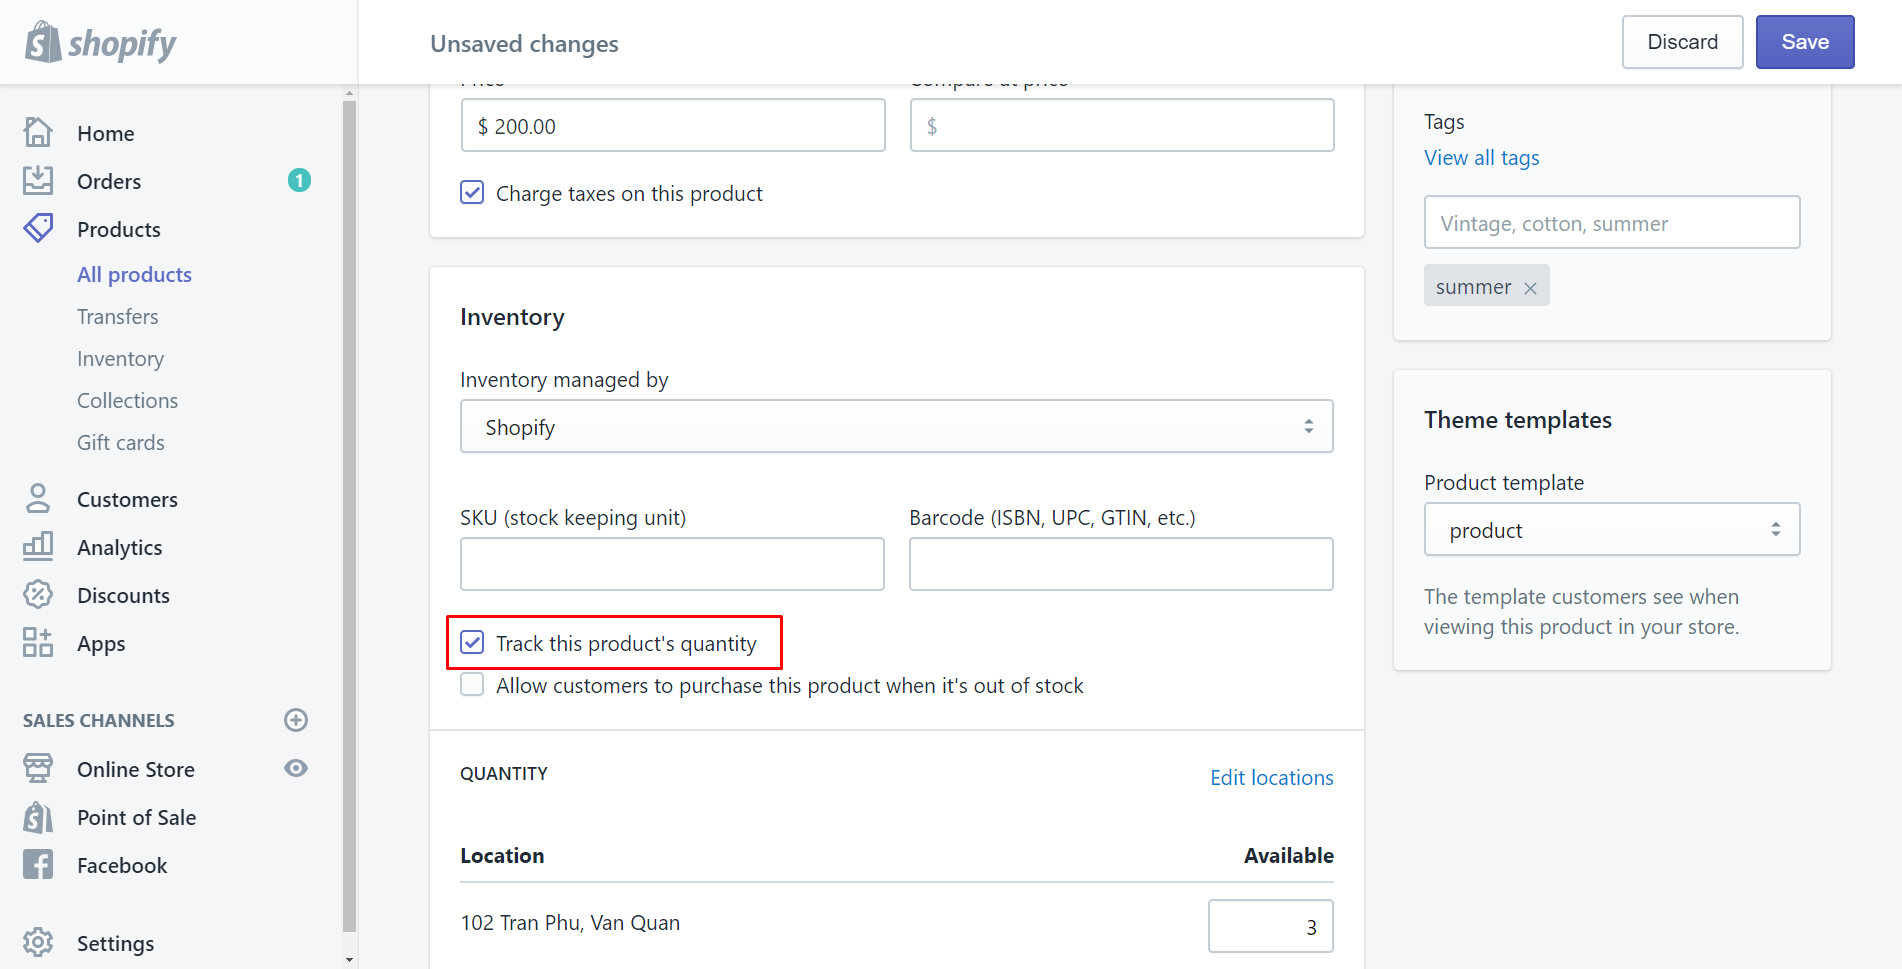 shopify
Unsaved changes
Discard
Save
Home
Orders
1
Products
All products
Transfers
Inventory
Collections
Gift cards
Customers
Analytics
Discounts
Apps
SALES CHANNELS
Online Store
Point of Sale
Facebook
Settings
Price
Compare at price
$ 200.00
$
Charge taxes on this product
Inventory
Inventory managed by
Shopify
SKU (stock keeping unit)
Barcode (ISBN, UPC, GTIN, etc.)
Track this product's quantity
Allow customers to purchase this product when it's out of stock
QUANTITY
Edit locations
Location
Available
102 Tran Phu, Van Quan
3
Tags
View all tags
Vintage, cotton, summer
summer
Theme templates
Product template
product
The template customers see when
viewing this product in your store.